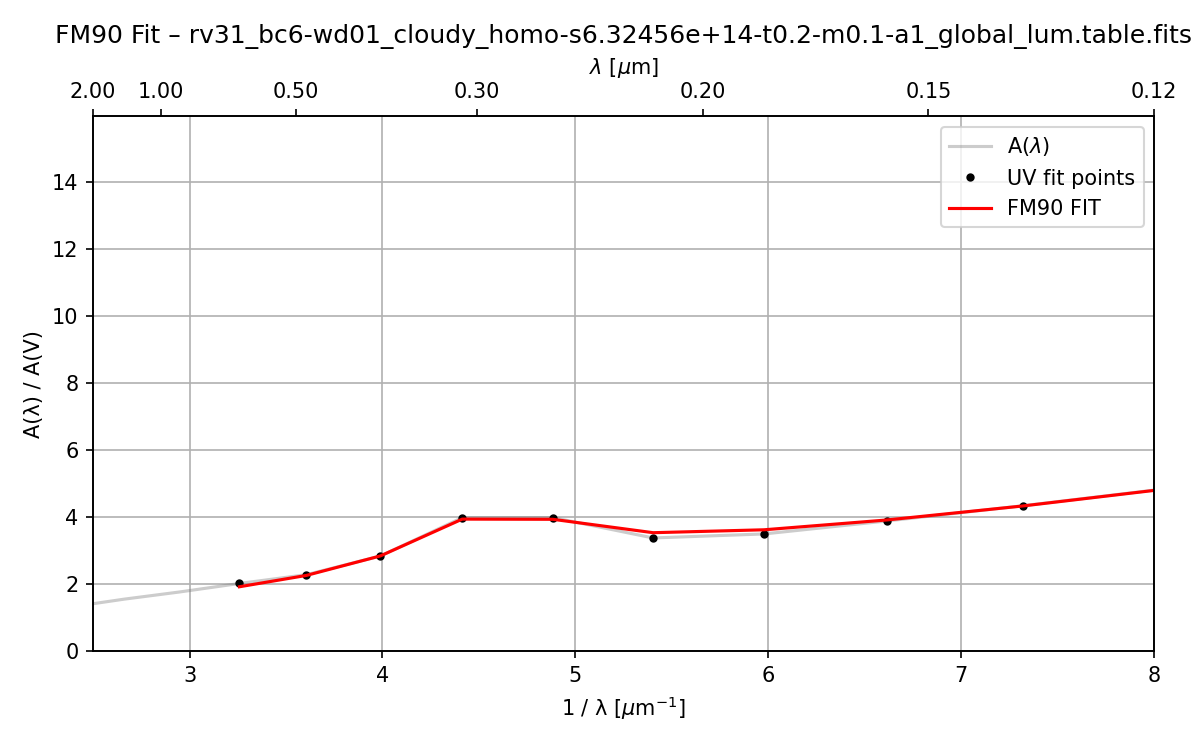 FM90 Fit – rv31_bc6-wd01_cloudy_homo-s6.32456e+14-t0.2-m0.1-a1_global_lum.table.fits
λ [μm]
2.00 1.00 0.50 0.30 0.20 0.15 0.12
A(λ)
UV fit points
FM90 FIT
14
12
10
8
6
4
2
0
A(λ) / A(V)
3 4 5 6 7 8
1 / λ [μm⁻¹]